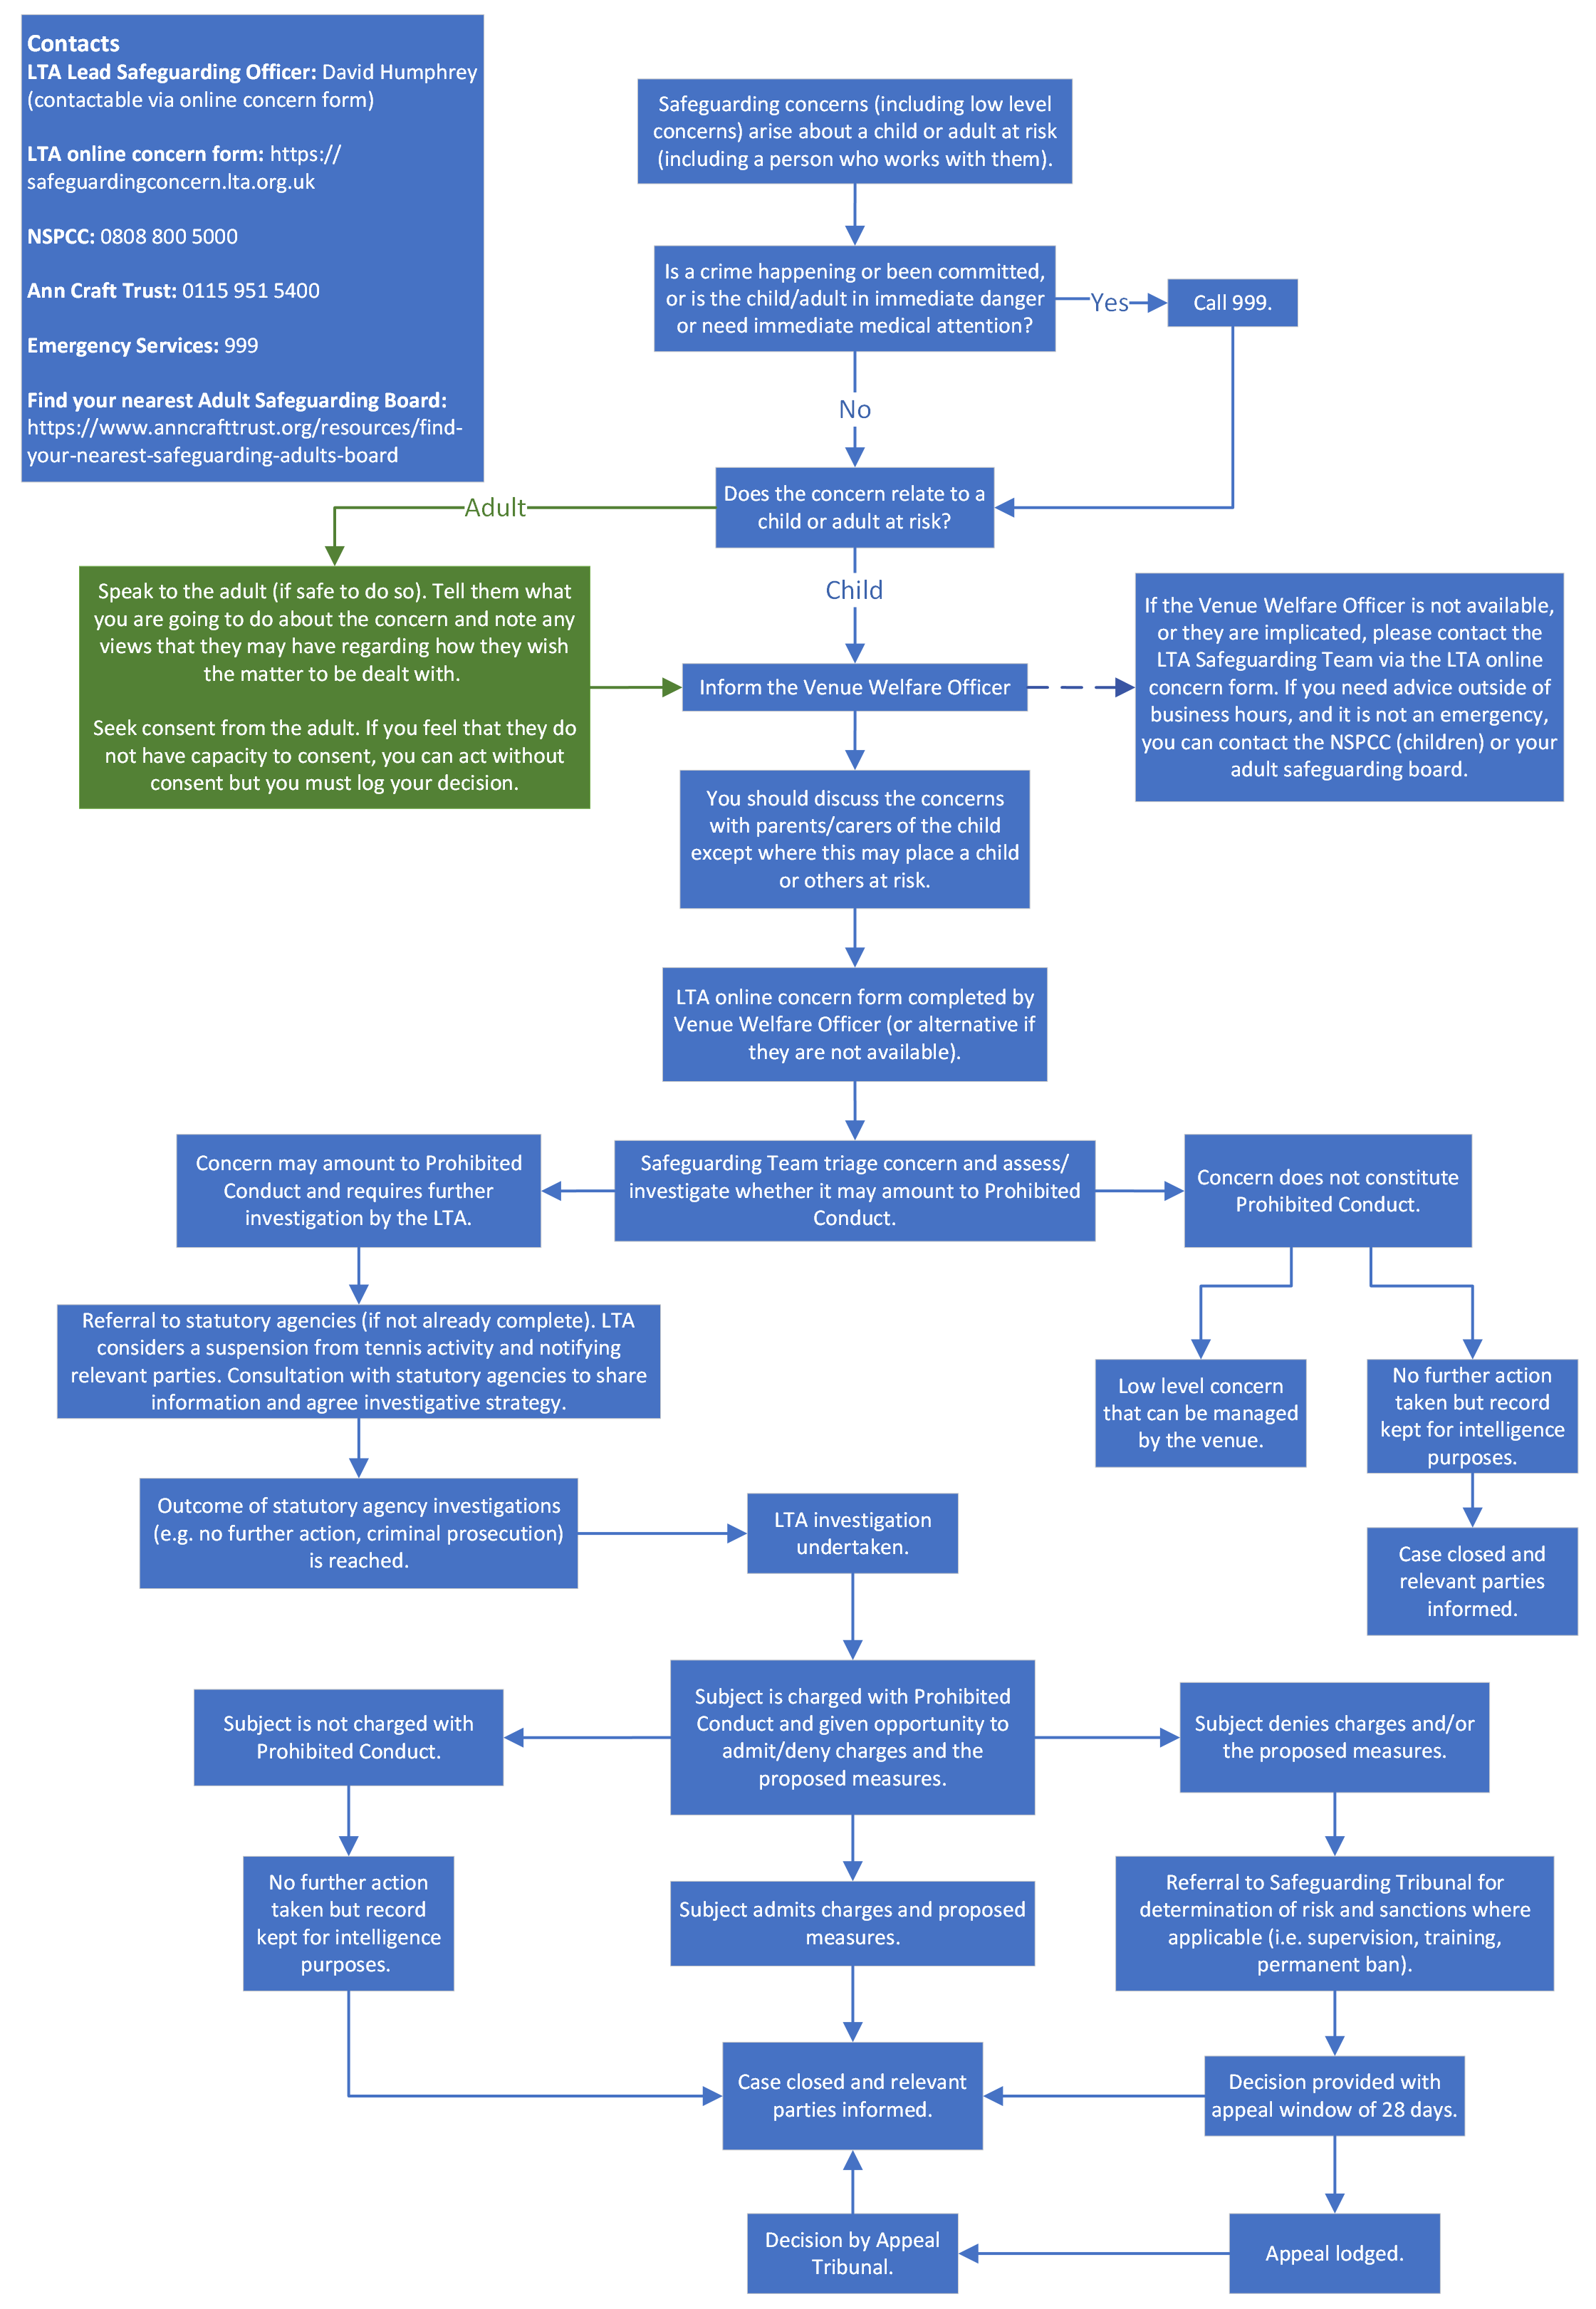 Contacts
LTA Lead Safeguarding Officer: David Humphrey
(contactable via online concern form)
LTA online concern form: https://
safeguardingconcern.lta.org.uk
NSPCC: 0808 800 5000
Ann Craft Trust: 0115 951 5400
Emergency Services: 999
Find your nearest Adult Safeguarding Board:
https://www.anncrafttrust.org/resources/find-
your-nearest-safeguarding-adults-board
Safeguarding concerns (including low level
concerns) arise about a child or adult at risk
(including a person who works with them).
Is a crime happening or been committed,
or is the child/adult in immediate danger
or need immediate medical attention?
Yes
Call 999.
No
Does the concern relate to a
child or adult at risk?
Adult
Speak to the adult (if safe to do so). Tell them what
you are going to do about the concern and note any
views that they may have regarding how they wish
the matter to be dealt with.
Seek consent from the adult. If you feel that they do
not have capacity to consent, you can act without
consent but you must log your decision.
Child
Inform the Venue Welfare Officer
If the Venue Welfare Officer is not available,
or they are implicated, please contact the
LTA Safeguarding Team via the LTA online
concern form. If you need advice outside of
business hours, and it is not an emergency,
you can contact the NSPCC (children) or your
adult safeguarding board.
You should discuss the concerns
with parents/carers of the child
except where this may place a child
or others at risk.
LTA online concern form completed by
Venue Welfare Officer (or alternative if
they are not available).
Concern may amount to Prohibited
Conduct and requires further
investigation by the LTA.
Safeguarding Team triage concern and assess/
investigate whether it may amount to Prohibited
Conduct.
Concern does not constitute
Prohibited Conduct.
Referral to statutory agencies (if not already complete). LTA
considers a suspension from tennis activity and notifying
relevant parties. Consultation with statutory agencies to share
information and agree investigative strategy.
Low level concern
that can be managed
by the venue.
No further action
taken but record
kept for intelligence
purposes.
Outcome of statutory agency investigations
(e.g. no further action, criminal prosecution)
is reached.
LTA investigation
undertaken.
Case closed and
relevant parties
informed.
Subject is not charged with
Prohibited Conduct.
Subject is charged with Prohibited
Conduct and given opportunity to
admit/deny charges and the
proposed measures.
Subject denies charges and/or
the proposed measures.
No further action
taken but record
kept for intelligence
purposes.
Subject admits charges and proposed
measures.
Referral to Safeguarding Tribunal for
determination of risk and sanctions where
applicable (i.e. supervision, training,
permanent ban).
Case closed and relevant
parties informed.
Decision provided with
appeal window of 28 days.
Decision by Appeal
Tribunal.
Appeal lodged.